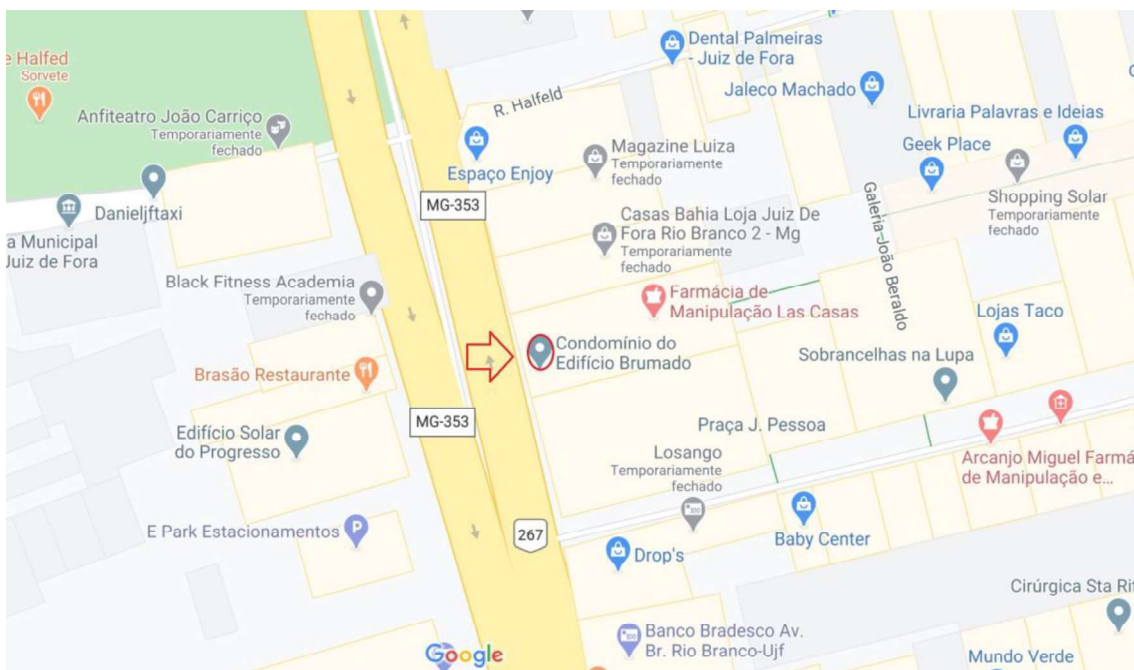 Dental Palmeiras
- Juiz de Fora
e Halfed
Sorvete
Jaleco Machado
R. Halfeld
Livraria Palavras e Ideias
Anfiteatro João Carriço
Temporariamente
fechado
Geek Place
Magazine Luiza
Temporariamente
fechado
Espaço Enjoy
Shopping Solar
Temporariamente
fechado
Danieljftaxi
MG-353
Galeria João Beraldo
Casas Bahia Loja Juiz De
Fora Rio Branco 2 - Mg
Temporariamente
fechado
a Municipal
Juiz de Fora
Black Fitness Academia
Temporariamente
fechado
Farmácia de
Manipulação Las Casas
Lojas Taco
Condomínio do
Edifício Brumado
Sobrancelhas na Lupa
Brasão Restaurante
MG-353
Praça J. Pessoa
Edifício Solar
do Progresso
Losango
Temporariamente
fechado
Arcanjo Miguel Farmá
de Manipulação e...
E Park Estacionamentos
267
Baby Center
Drop's
Cirúrgica Sta Rit
Banco Bradesco Av.
Br. Rio Branco-Ujf
Google
Mundo Verde